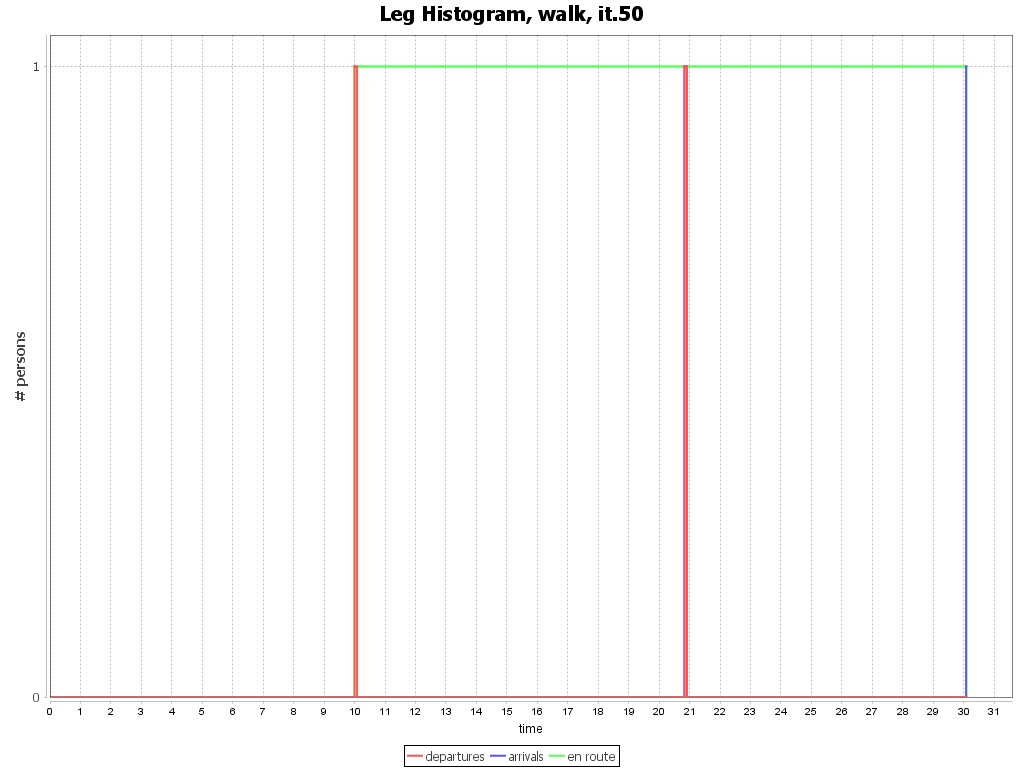 Leg Histogram, walk, it.50
1
# persons
0
0 1 2 3 4 5 6 7 8 9 10 11 12 13 14 15 16 17 18 19 20 21 22 23 24 25 26 27 28 29 30 31
time
departures arrivals en route